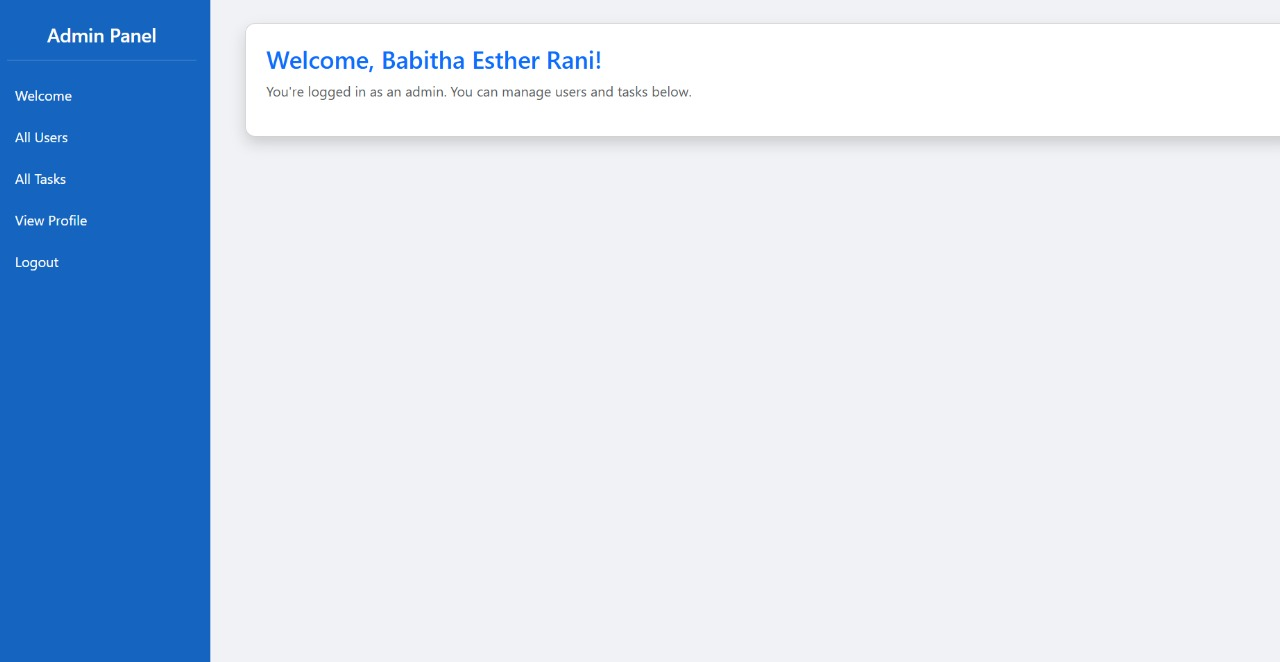 Admin Panel
Welcome
All Users
All Tasks
View Profile
Logout
Welcome, Babitha Esther Rani!
You're logged in as an admin. You can manage users and tasks below.